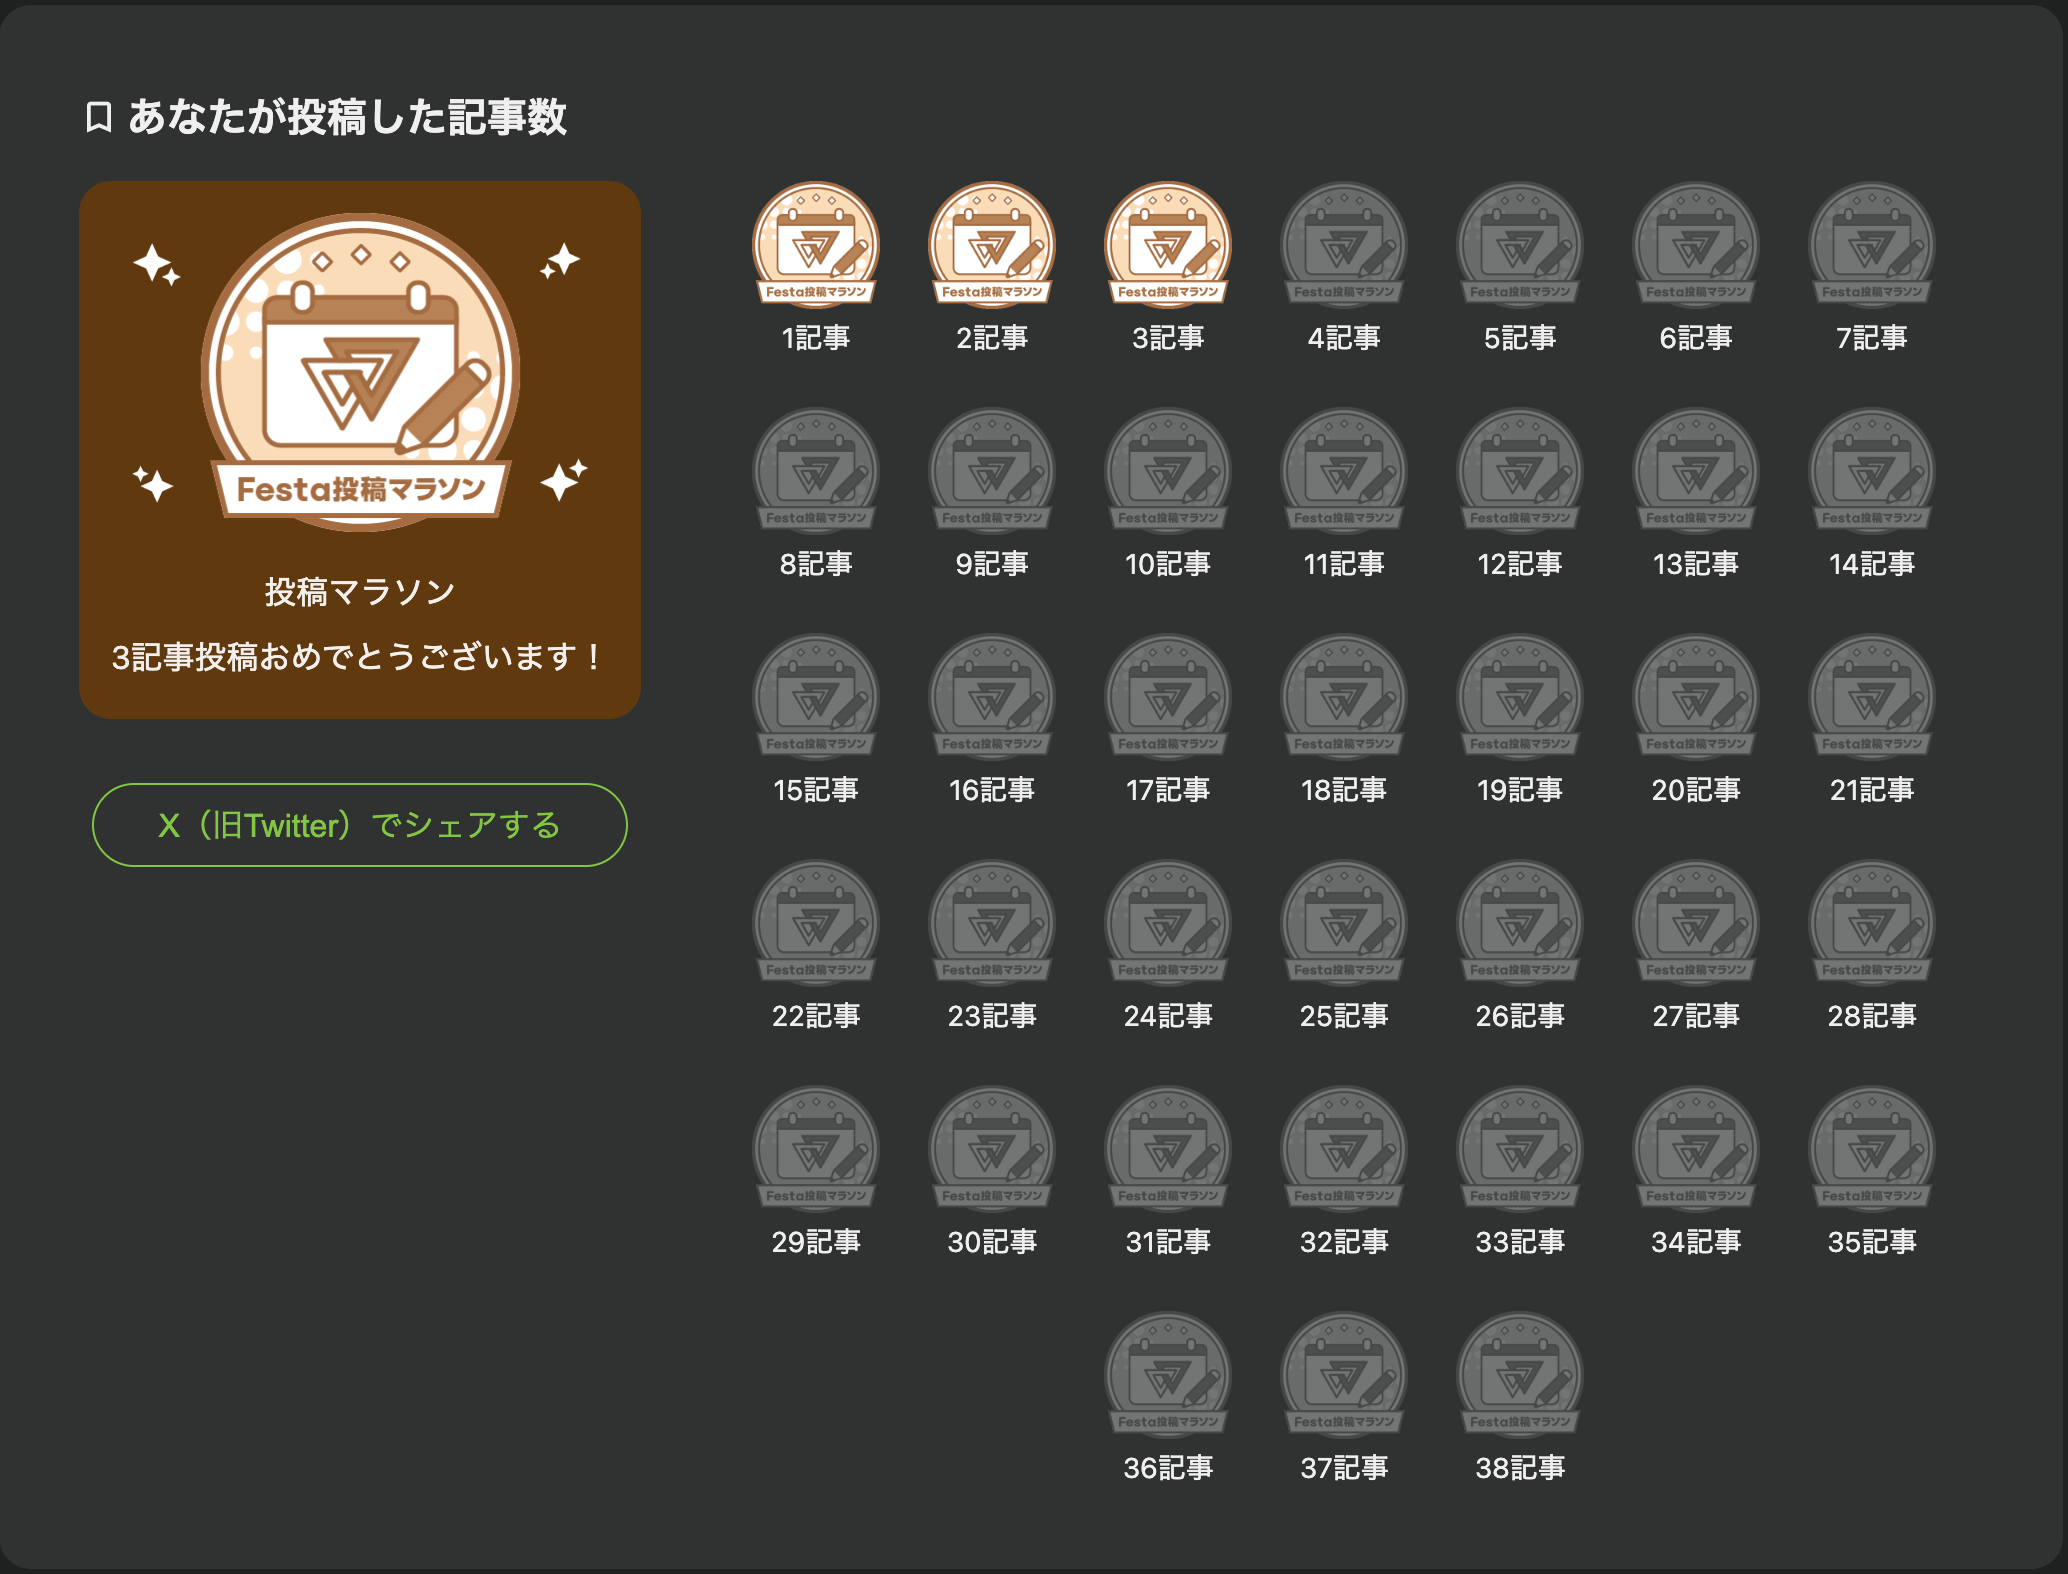 あなたが投稿した記事数
Festa投稿マラソン
投稿マラソン
3記事投稿おめでとうございます！
X（旧Twitter）でシェアする
Festa投稿マラソン Festa投稿マラソン Festa投稿マラソン Festa投稿マラソン Festa投稿マラソン Festa投稿マラソン Festa投稿マラソン
1記事 2記事 3記事 4記事 5記事 6記事 7記事
Festa投稿マラソン Festa投稿マラソン Festa投稿マラソン Festa投稿マラソン Festa投稿マラソン Festa投稿マラソン Festa投稿マラソン
8記事 9記事 10記事 11記事 12記事 13記事 14記事
Festa投稿マラソン Festa投稿マラソン Festa投稿マラソン Festa投稿マラソン Festa投稿マラソン Festa投稿マラソン Festa投稿マラソン
15記事 16記事 17記事 18記事 19記事 20記事 21記事
Festa投稿マラソン Festa投稿マラソン Festa投稿マラソン Festa投稿マラソン Festa投稿マラソン Festa投稿マラソン Festa投稿マラソン
22記事 23記事 24記事 25記事 26記事 27記事 28記事
Festa投稿マラソン Festa投稿マラソン Festa投稿マラソン Festa投稿マラソン Festa投稿マラソン Festa投稿マラソン Festa投稿マラソン
29記事 30記事 31記事 32記事 33記事 34記事 35記事
Festa投稿マラソン Festa投稿マラソン Festa投稿マラソン
36記事 37記事 38記事